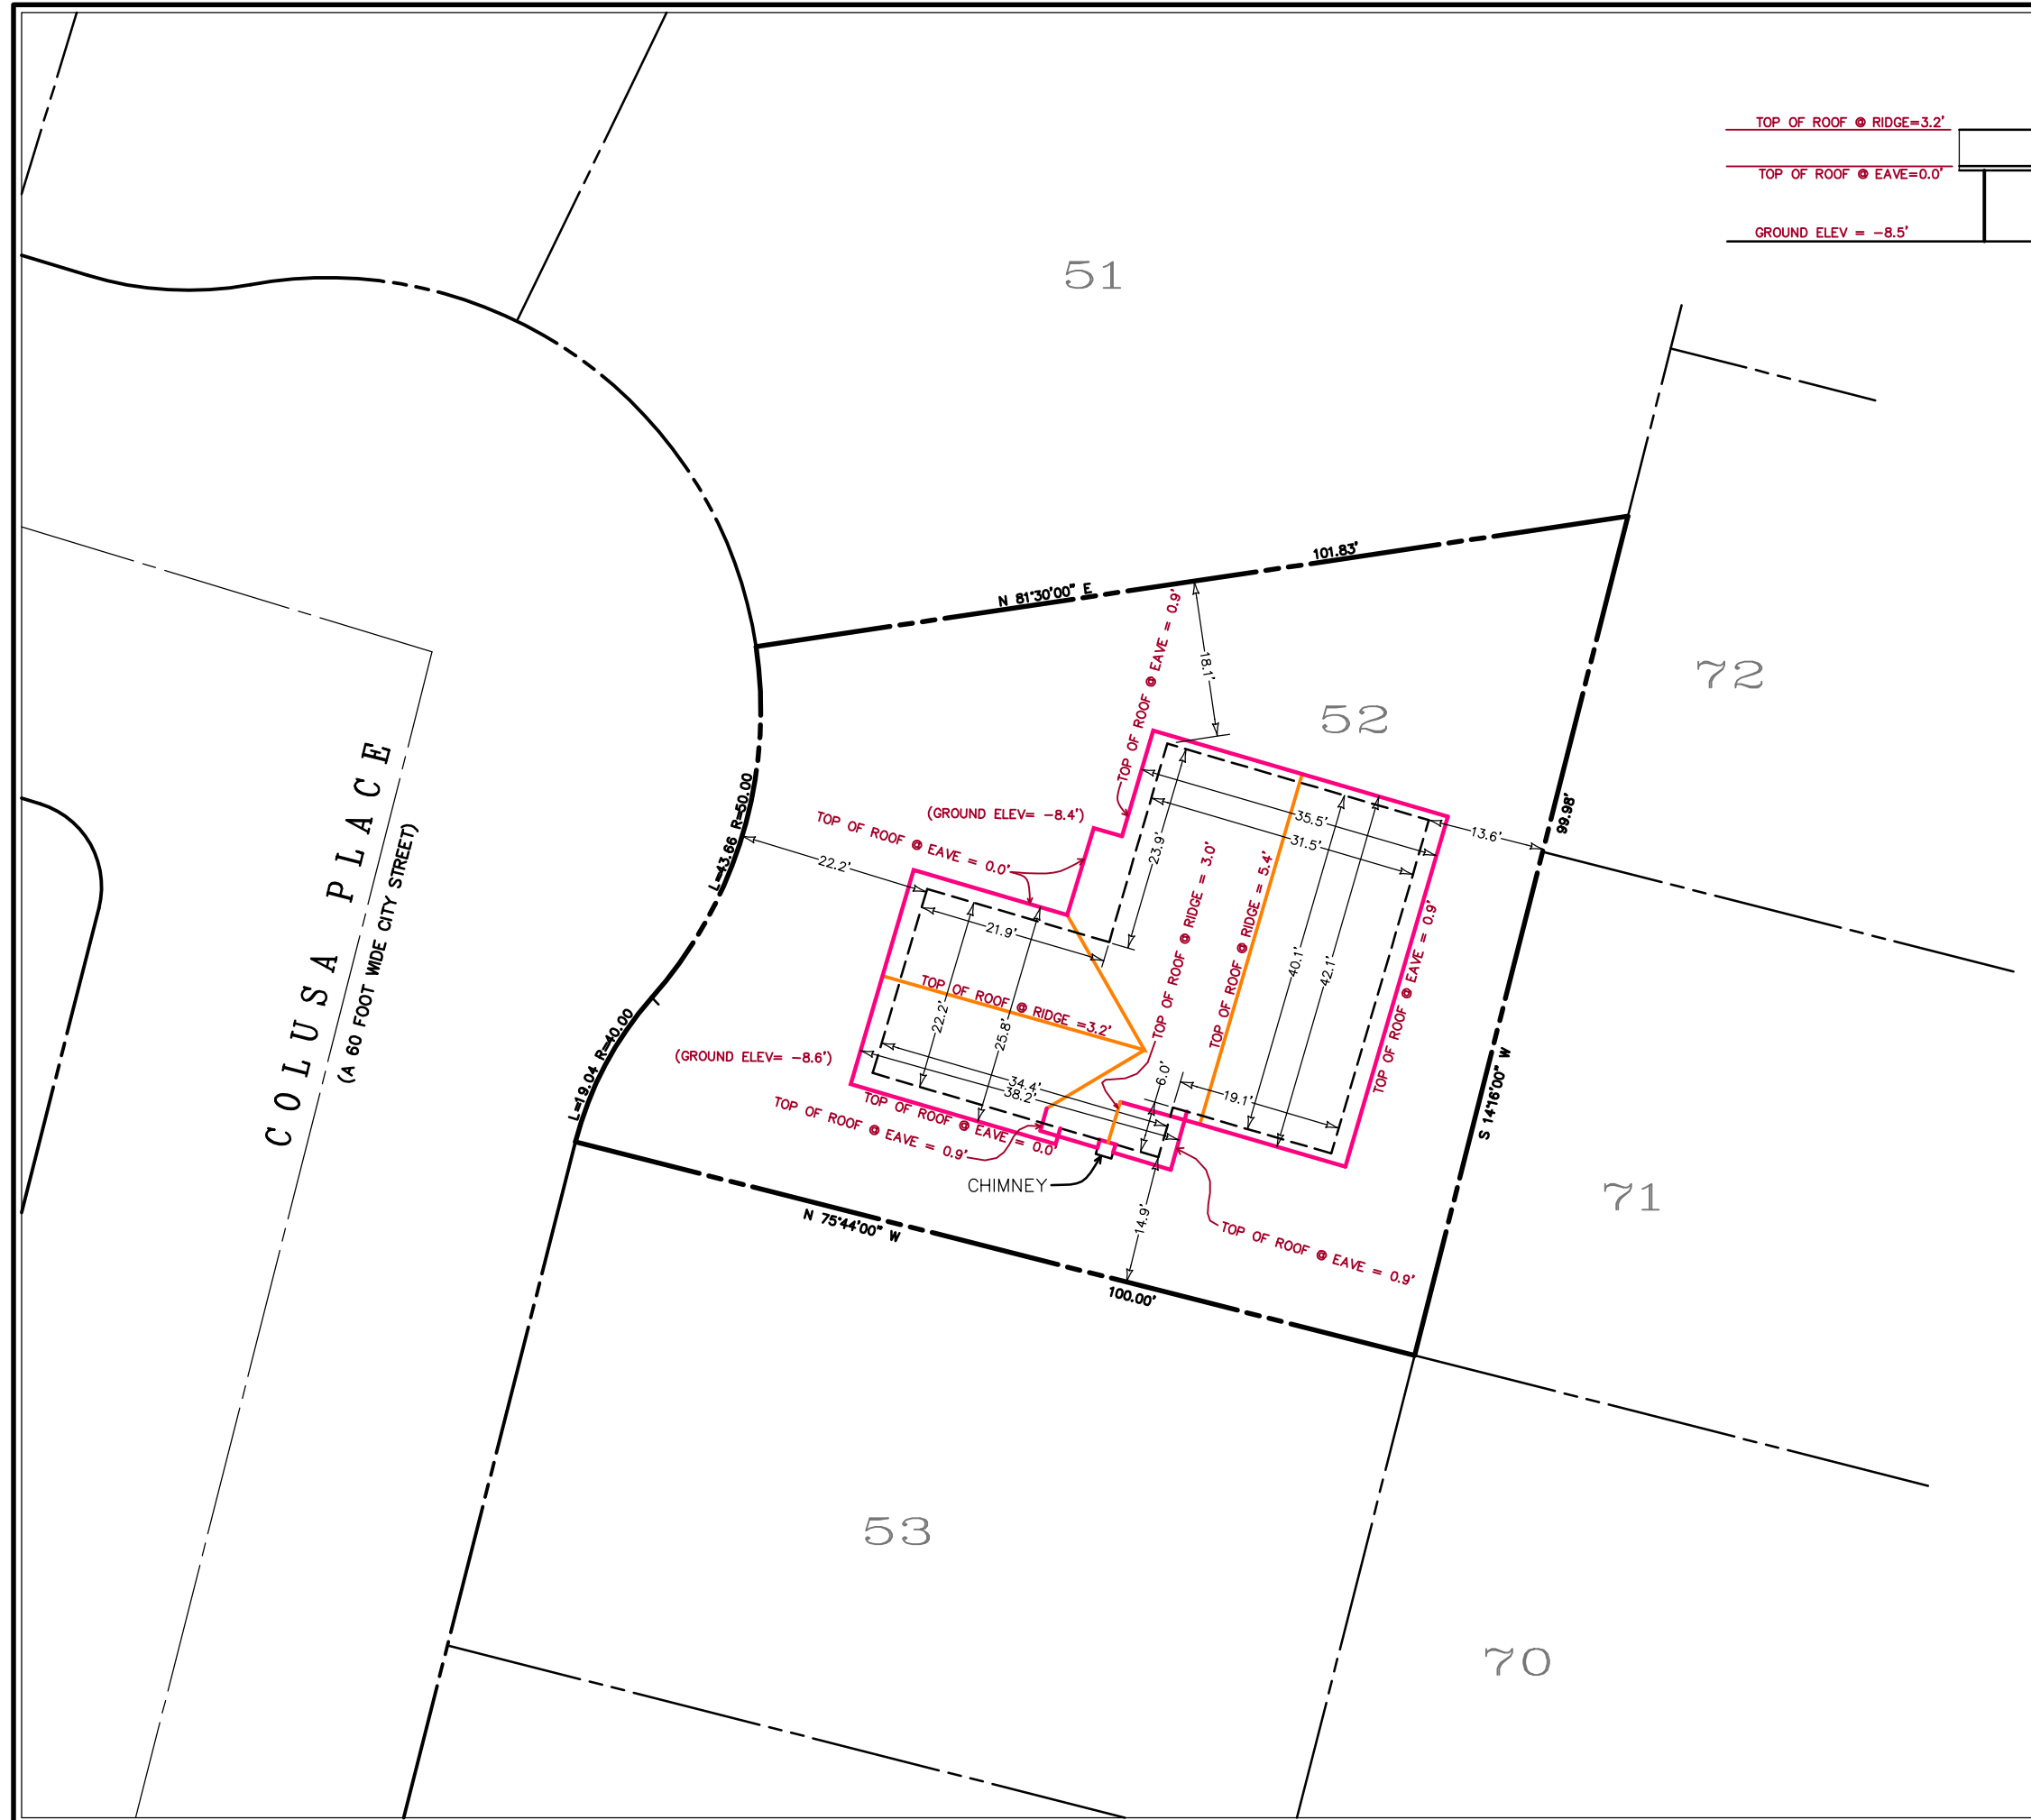 TOP OF ROOF @ RIDGE=3.2'
TOP OF ROOF @ EAVE=0.0'
GROUND ELEV = -8.5'
51
101.83'
N 81°30'00" E
TOP OF ROOF @ EAVE = 0.9'
18.1'
72
52
COLUSA PLACE
(A 60 FOOT WIDE CITY STREET)
L=43.66 R=50.00
(GROUND ELEV= -8.4')
TOP OF ROOF @ EAVE = 0.0'
22.2'
23.9'
35.5'
31.5'
13.6'
99.98'
TOP OF ROOF @ RIDGE = 3.0'
TOP OF ROOF @ RIDGE = 5.4'
21.9'
40.1'
42.1'
TOP OF ROOF @ EAVE = 0.9'
TOP OF ROOF @ RIDGE =3.2'
22.2'
25.8'
L=19.04 R=40.00
(GROUND ELEV= -8.6')
34.4'
38.2'
6.0'
19.1'
S 14°16'00" W
TOP OF ROOF @ EAVE = 0.0'
TOP OF ROOF @ EAVE = 0.9'
CHIMNEY
14.9'
TOP OF ROOF @ EAVE = 0.9'
71
N 75°44'00" W
100.00'
53
70